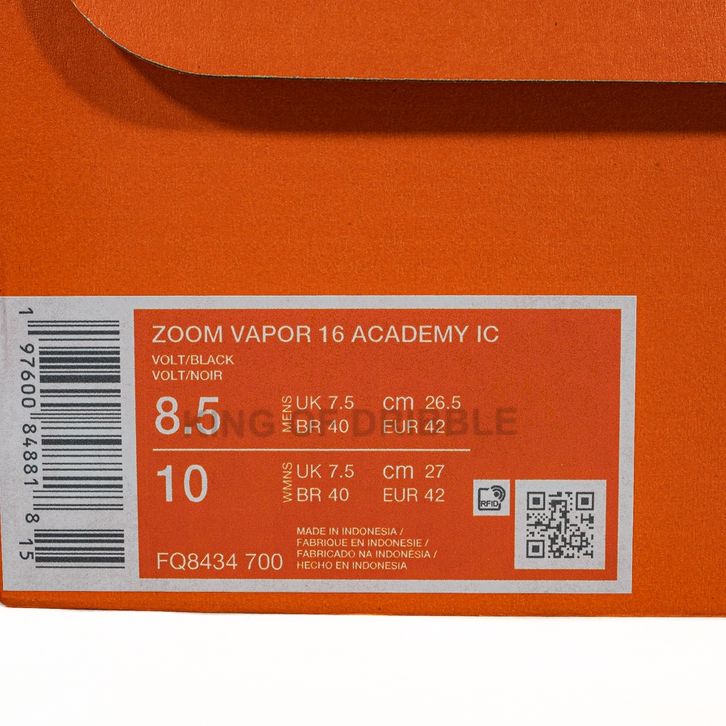 ZOOM VAPOR 16 ACADEMY IC
VOLT/BLACK
VOLT/NOIR
8.5 MENS UK 7.5 cm 26.5
BR 40 EUR 42
KING OF DRIBBLE
10 WMNS UK 7.5 cm 27
BR 40 EUR 42
RFID
MADE IN INDONESIA /
FABRIQUE EN INDONESIE /
FABRICADO NA INDONÉSIA /
HECHO EN INDONESIA
FQ8434 700
1 97600 84881 8 15